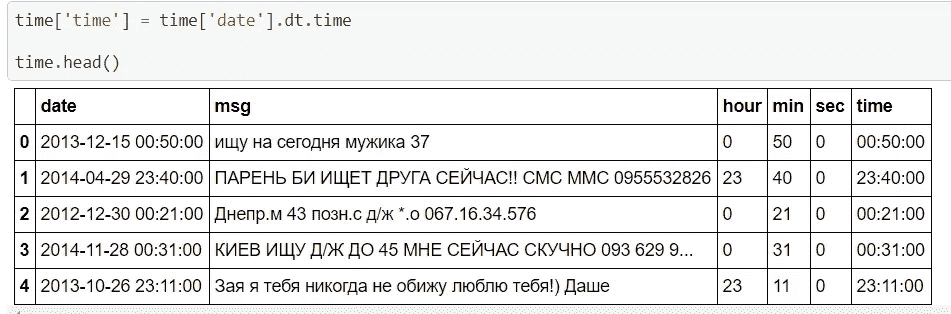 time['time'] = time['date'].dt.time
time.head()
date msg hour min sec time
0 2013-12-15 00:50:00 ищу на сегодня мужика 37 0 50 0 00:50:00
1 2014-04-29 23:40:00 ПАРЕНЬ БИ ИЩЕТ ДРУГА СЕЙЧАС!! СМС ММС 0955532826 23 40 0 23:40:00
2 2012-12-30 00:21:00 Днепр.м 43 позн.с д/ж *.о 067.16.34.576 0 21 0 00:21:00
3 2014-11-28 00:31:00 КИЕВ ИЩУ Д/Ж ДО 45 МНЕ СЕЙЧАС СКУЧНО 093 629 9... 0 31 0 00:31:00
4 2013-10-26 23:11:00 Зая я тебя никогда не обижу люблю тебя!) Даше 23 11 0 23:11:00